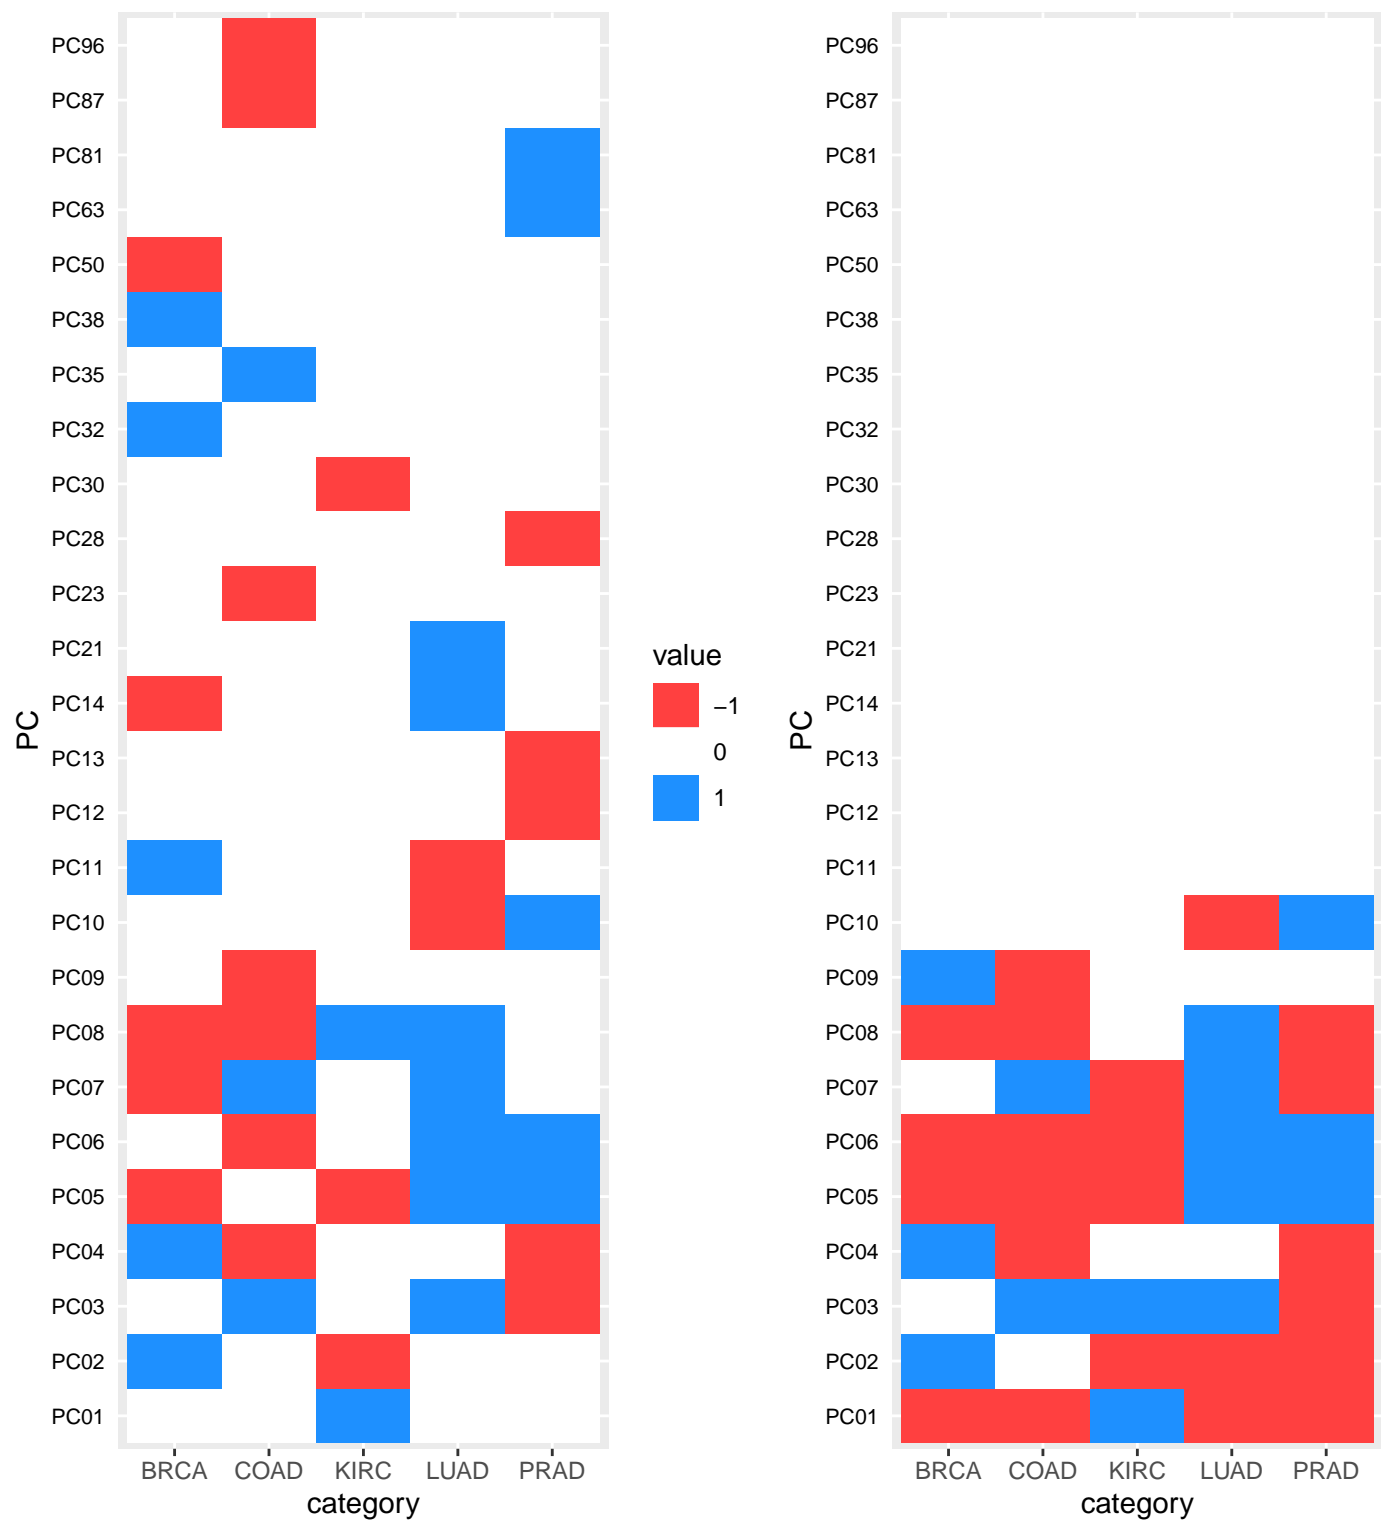 PC
PC96
PC87
PC81
PC63
PC50
PC38
PC35
PC32
PC30
PC28
PC23
PC21
PC14
PC13
PC12
PC11
PC10
PC09
PC08
PC07
PC06
PC05
PC04
PC03
PC02
PC01
BRCA COAD KIRC LUAD PRAD
category
value
−1
0
1
PC
PC96
PC87
PC81
PC63
PC50
PC38
PC35
PC32
PC30
PC28
PC23
PC21
PC14
PC13
PC12
PC11
PC10
PC09
PC08
PC07
PC06
PC05
PC04
PC03
PC02
PC01
BRCA COAD KIRC LUAD PRAD
category